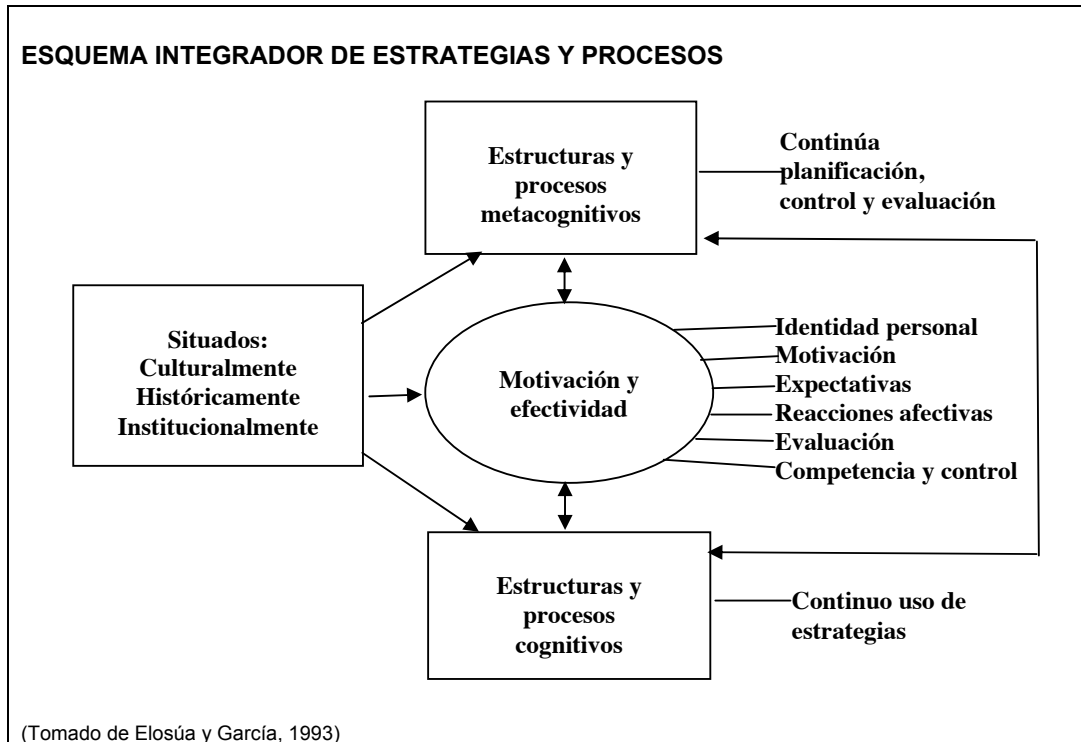 ESQUEMA INTEGRADOR DE ESTRATEGIAS Y PROCESOS
Estructuras y
procesos
metacognitivos
Continúa
planificación,
control y evaluación
Situados:
Culturalmente
Históricamente
Institucionalmente
Motivación y
efectividad
Identidad personal
Motivación
Expectativas
Reacciones afectivas
Evaluación
Competencia y control
Estructuras y
procesos
cognitivos
Continuo uso de
estrategias
(Tomado de Elosúa y García, 1993)